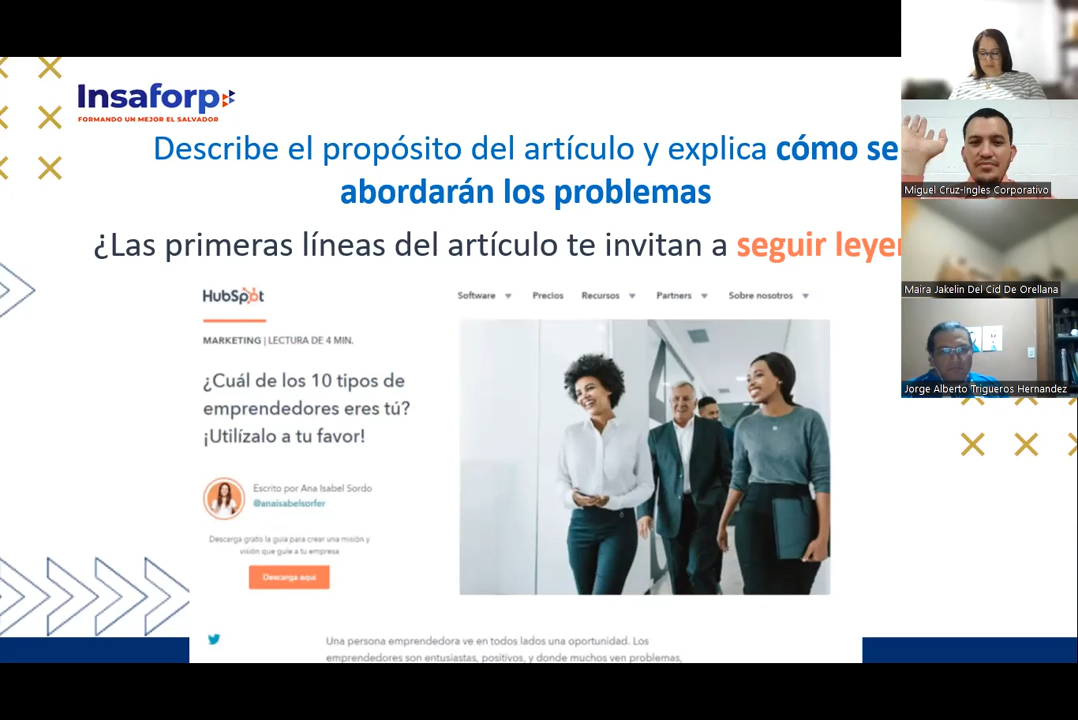 Insaforp
FORMANDO UN MEJOR EL SALVADOR
Describe el propósito del artículo y explica cómo se
abordarán los problemas
¿Las primeras líneas del artículo te invitan a seguir leyer
HubSpot
Software Precios Recursos Partners Sobre nosotros
MARKETING | LECTURA DE 4 MIN.
¿Cuál de los 10 tipos de
emprendedores eres tú?
¡Utilízalo a tu favor!
Escrito por Ana Isabel Sordo
@anaisabelsorfer
Descarga gratis la guía para crear una misión y
visión que guíe a tu empresa
Descarga aquí
Una persona emprendedora ve en todos lados una oportunidad. Los
emprendedores son entusiastas, positivos, y donde muchos ven problemas,
Miguel Cruz-Ingles Corporativo
Maira Jakelin Del Cid De Orellana
Jorge Alberto Trigueros Hernandez